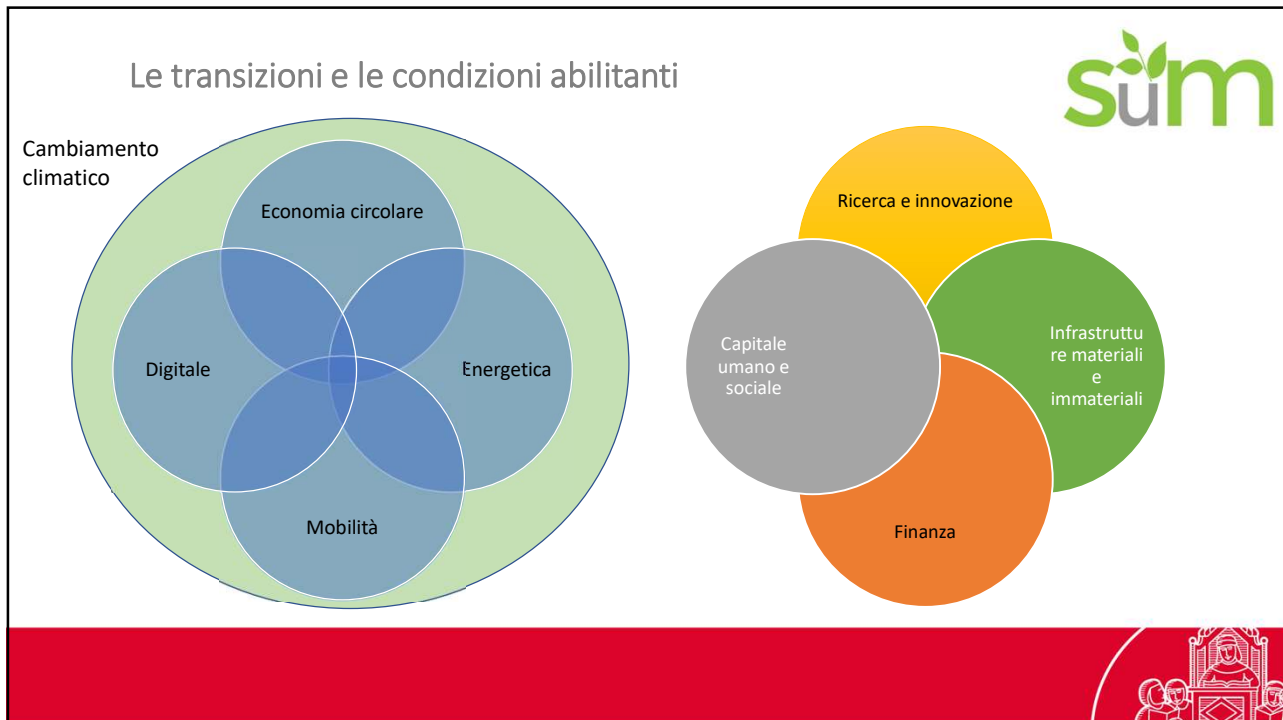 Le transizioni e le condizioni abilitanti
sum
Cambiamento
climatico
Economia circolare
Digitale
Energetica
Mobilità
Ricerca e innovazione
Capitale
umano e
sociale
Infrastruttu
re materiali
e
immateriali
Finanza